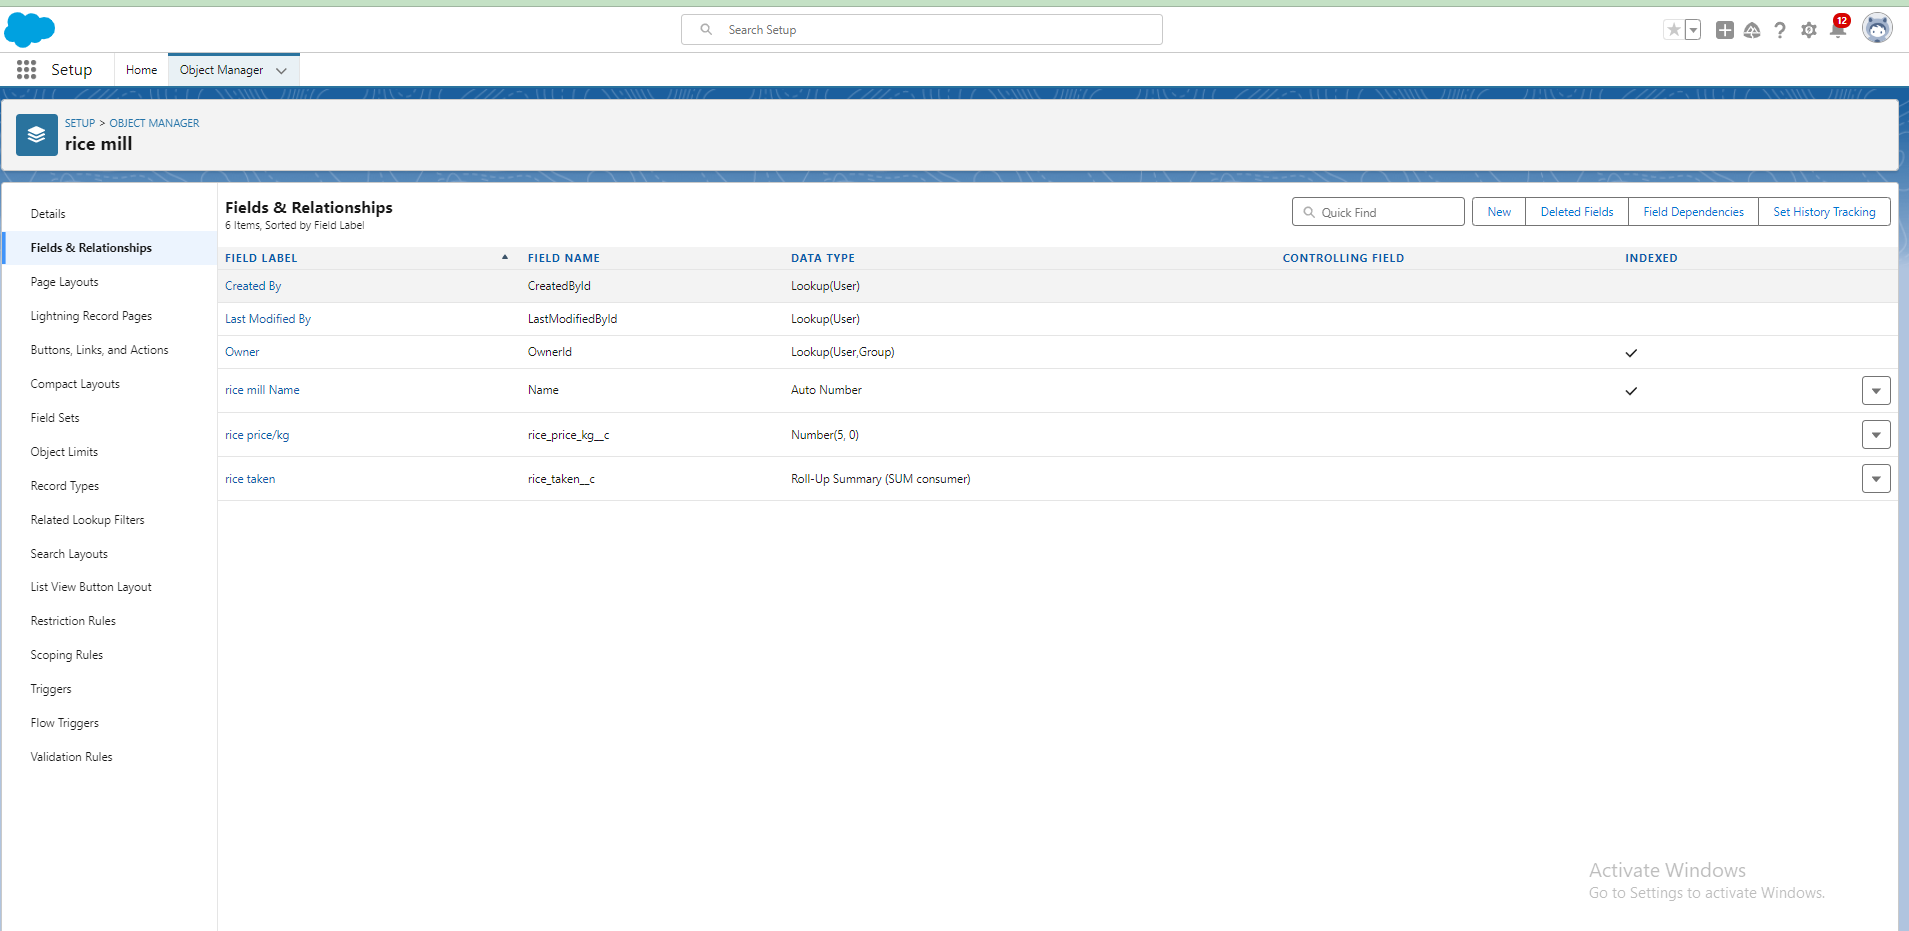 Search Setup
12
Setup
Home
Object Manager
SETUP > OBJECT MANAGER
rice mill
Details
Fields & Relationships
Page Layouts
Lightning Record Pages
Buttons, Links, and Actions
Compact Layouts
Field Sets
Object Limits
Record Types
Related Lookup Filters
Search Layouts
List View Button Layout
Restriction Rules
Scoping Rules
Triggers
Flow Triggers
Validation Rules
Fields & Relationships
6 Items, Sorted by Field Label
Quick Find
New
Deleted Fields
Field Dependencies
Set History Tracking
FIELD LABEL FIELD NAME DATA TYPE CONTROLLING FIELD INDEXED
Created By CreatedById Lookup(User)
Last Modified By LastModifiedById Lookup(User)
Owner OwnerId Lookup(User,Group)
rice mill Name Name Auto Number
rice price/kg rice_price_kg__c Number(5, 0)
rice taken rice_taken__c Roll-Up Summary (SUM consumer)
Activate Windows
Go to Settings to activate Windows.